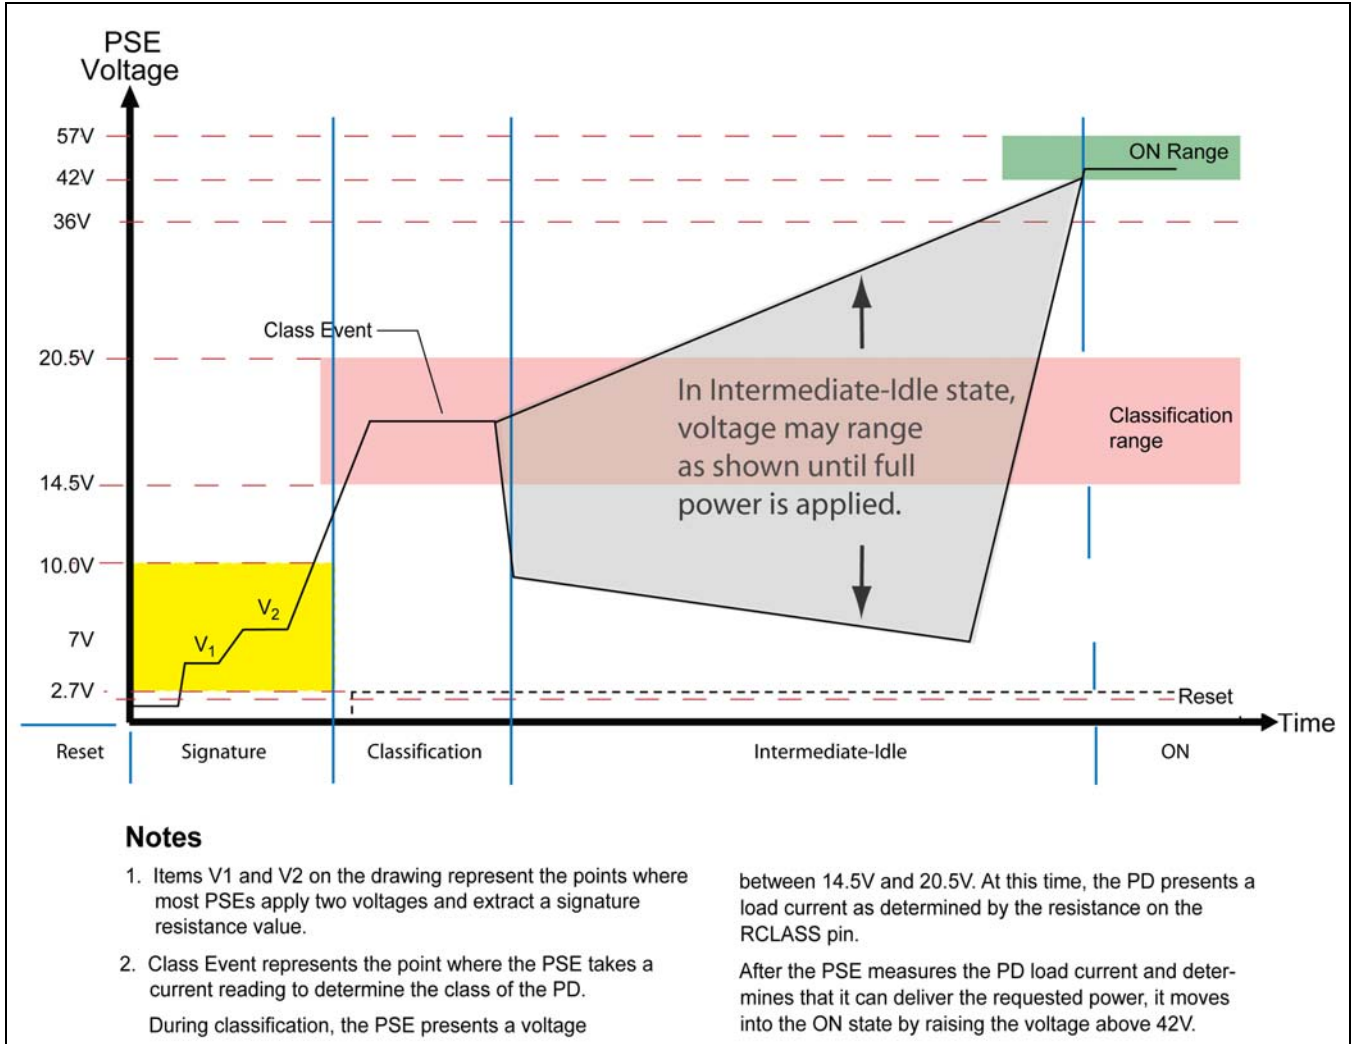 PSE
Voltage
57V
42V
36V
20.5V
14.5V
10.0V
7V
2.7V
ON Range
Class Event
In Intermediate-Idle state,
voltage may range
as shown until full
power is applied.
Classification
range
V2
V1
Reset
Time
Reset
Signature
Classification
Intermediate-Idle
ON
Notes
1. Items V1 and V2 on the drawing represent the points where
most PSEs apply two voltages and extract a signature
resistance value.
2. Class Event represents the point where the PSE takes a
current reading to determine the class of the PD.
During classification, the PSE presents a voltage
between 14.5V and 20.5V. At this time, the PD presents a
load current as determined by the resistance on the
RCLASS pin.
After the PSE measures the PD load current and deter-
mines that it can deliver the requested power, it moves
into the ON state by raising the voltage above 42V.